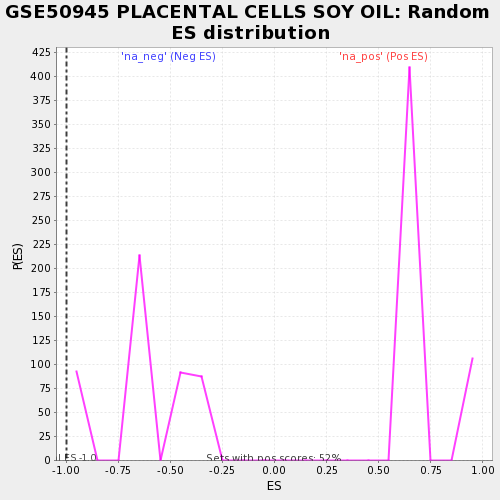 GSE50945 PLACENTAL CELLS SOY OIL: Random
ES distribution
'na_neg' (Neg ES)
'na_pos' (Pos ES)
425
400
375
350
325
300
275
250
225
200
175
150
125
100
75
50
25
0
P(ES)
Sets with pos scores: 52%
-1.00 -0.75 -0.50 -0.25 0.00 0.25 0.50 0.75 1.00
ES